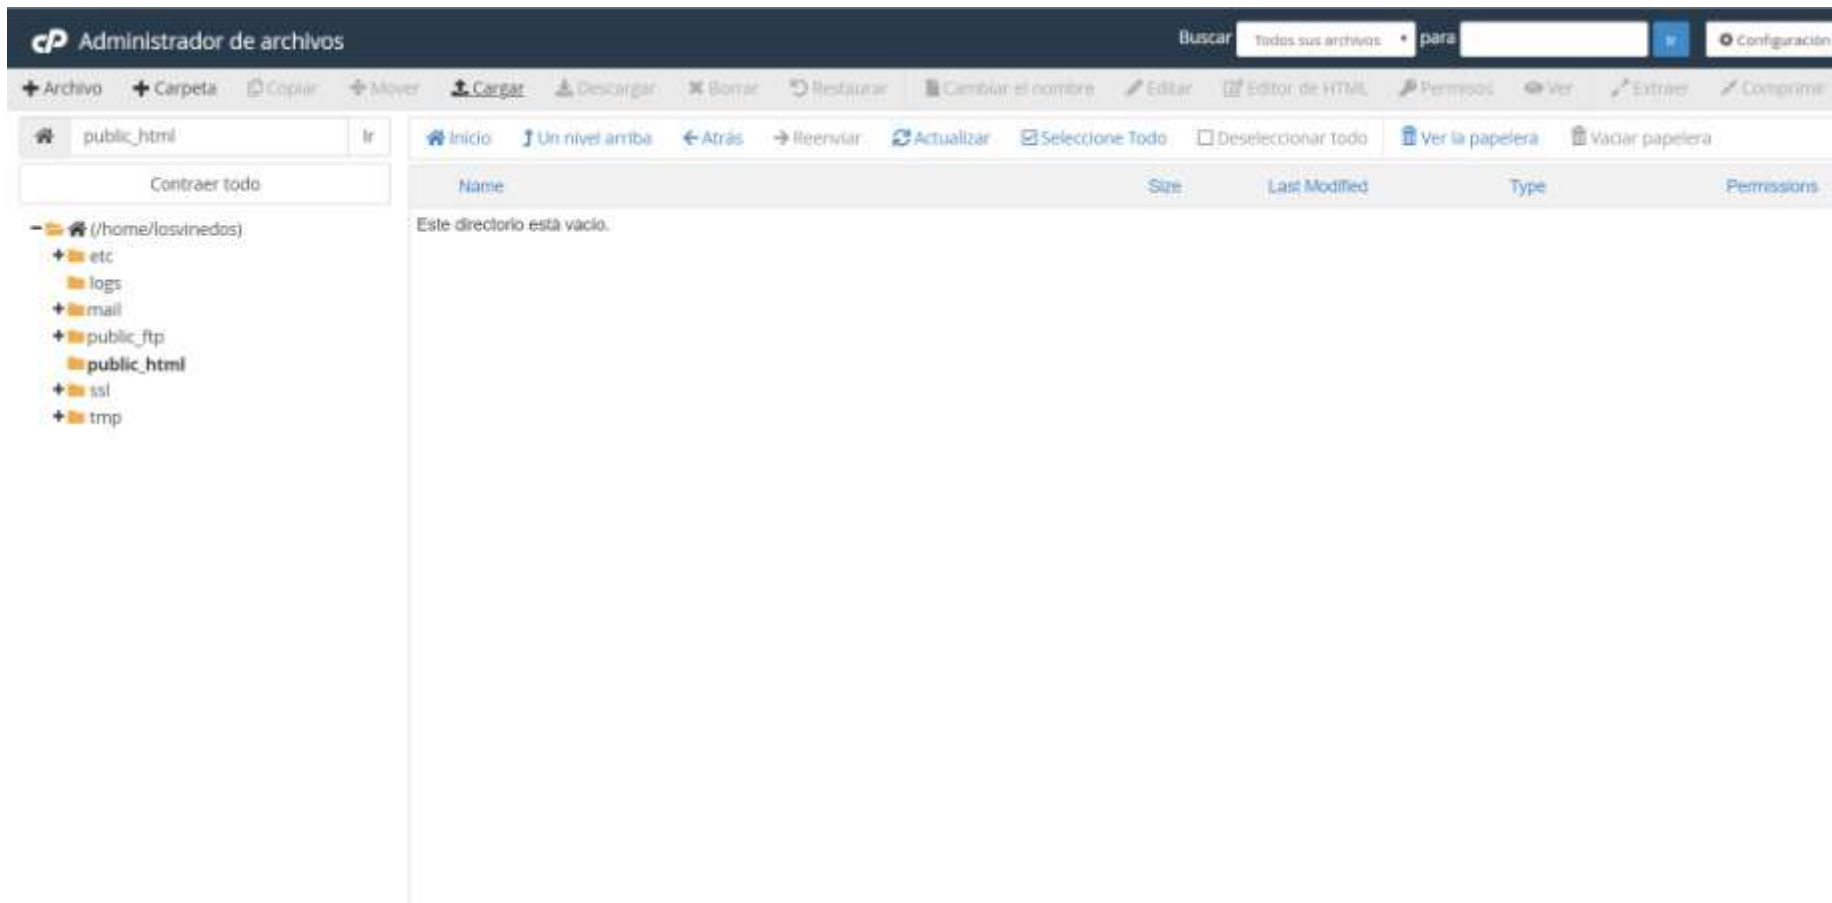 cP Administrador de archivos Buscar Todos sus archivos para Ir Configuración
Archivo Carpeta Copiar Mover Cargar Descargar Borrar Restaurar Cambiar el nombre Editar Editor de HTML Permisos Ver Extraer Comprimir
public_html Ir Inicio Un nivel arriba Atrás Reenviar Actualizar Seleccione Todo Deseleccionar todo Ver la papelera Vaciar papelera
Contraer todo Name Size Last Modified Type Permissions
(/home/losvinedos) Este directorio está vacío.
etc
logs
mail
public_ftp
public_html
ssl
tmp